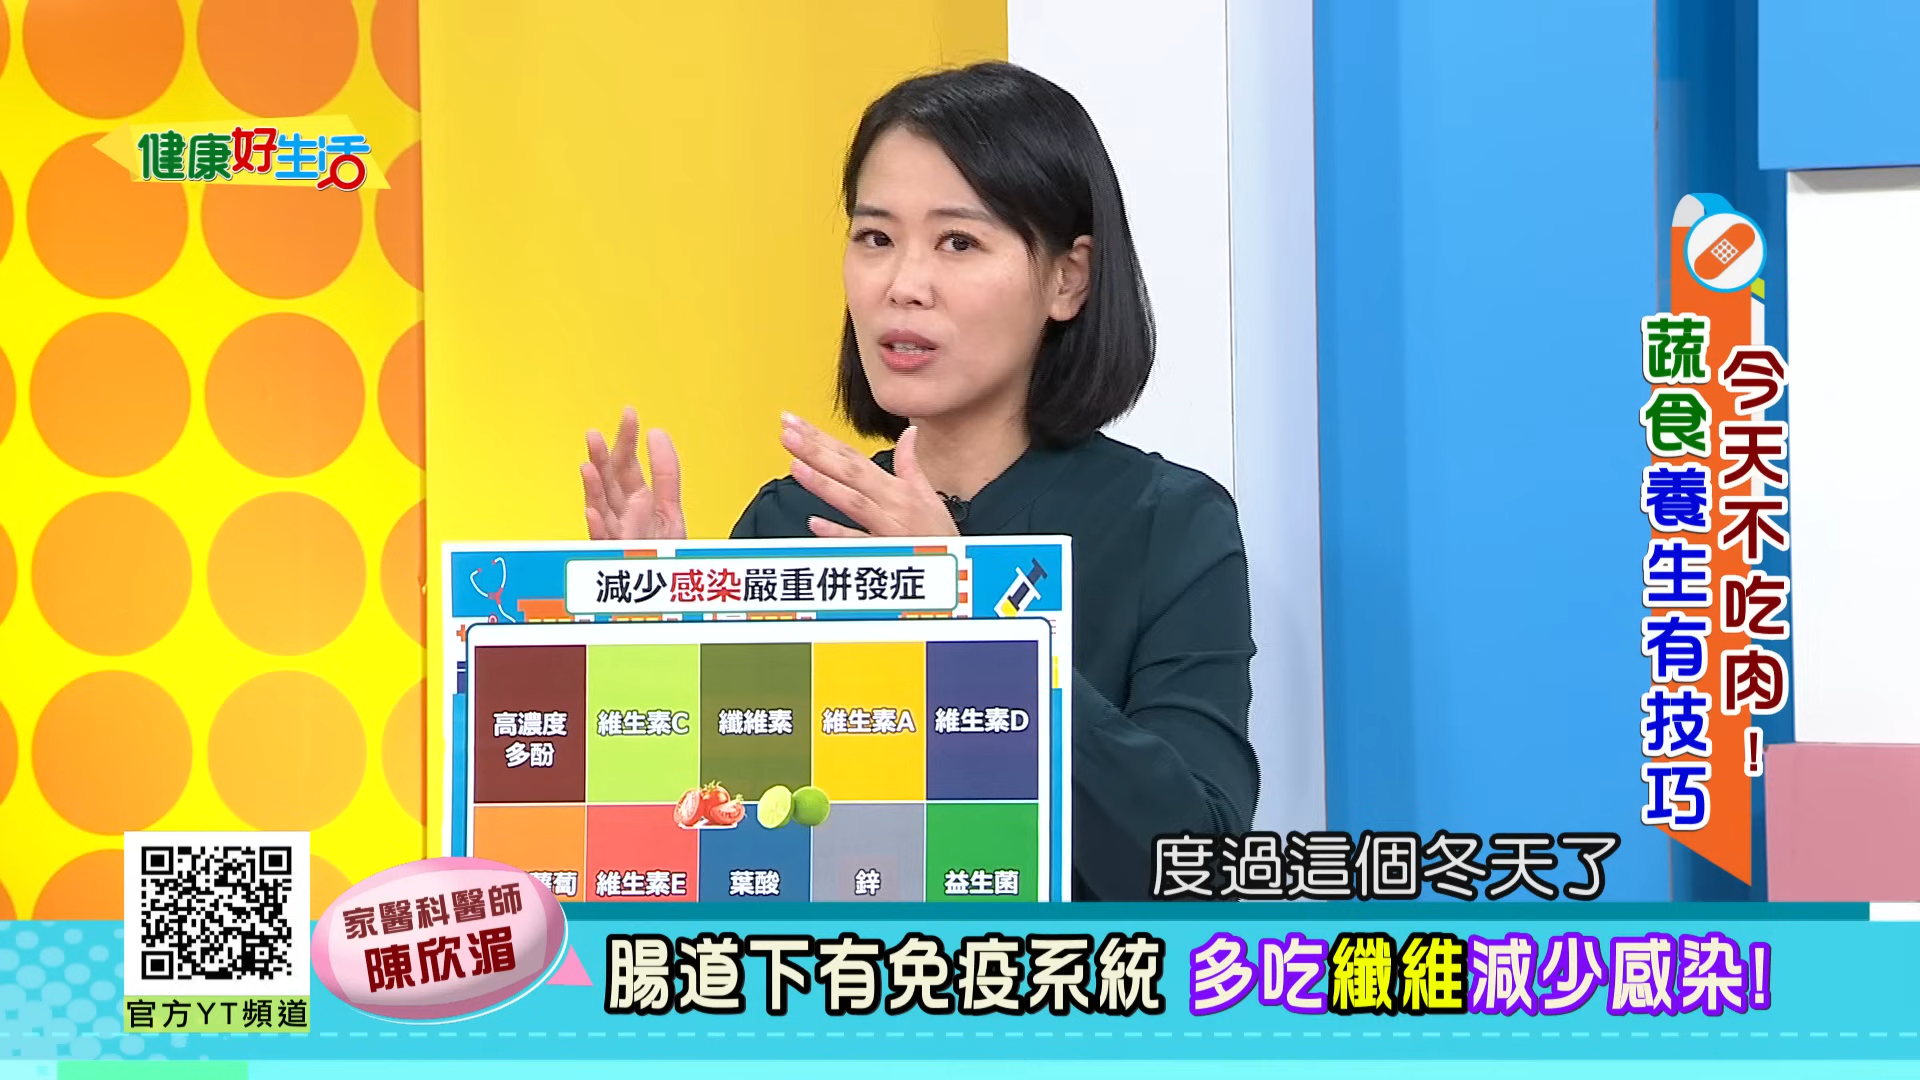 健康好生活
今天不吃肉！
蔬食養生有技巧
減少感染嚴重併發症
高濃度
多酚
維生素C
纖維素
維生素A
維生素D
蘿蔔
維生素E
葉酸
鋅
益生菌
度過這個冬天了
家醫科醫師
陳欣湄
腸道下有免疫系統 多吃纖維減少感染!
官方YT頻道